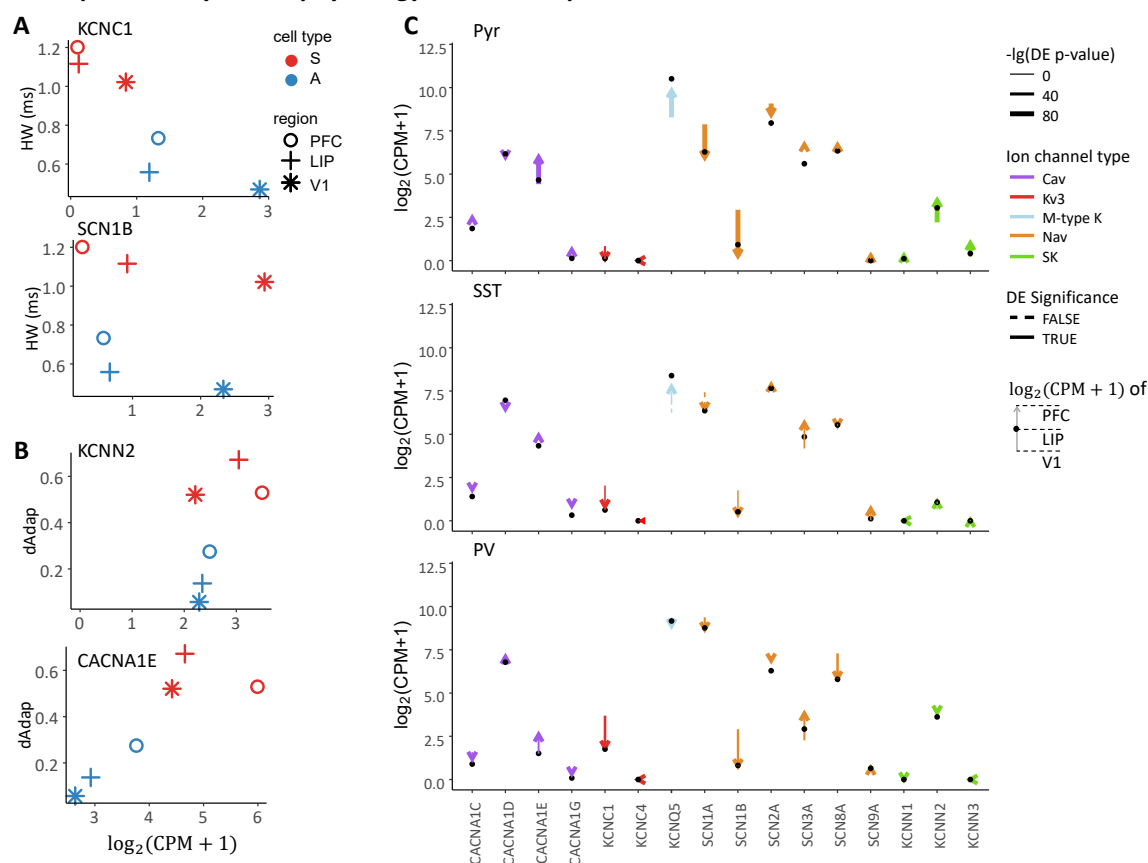 A
KCNC1
HW (ms)
1.2
1.0
0.8
0.6
0 1 2 3
cell type
S
A
region
PFC
LIP
V1
SCN1B
HW (ms)
1.2
1.0
0.8
0.6
1 2 3
B
KCNN2
dAdap
0.6
0.4
0.2
0 1 2 3
CACNA1E
dAdap
0.6
0.4
0.2
3 4 5 6
log2(CPM + 1)
C
Pyr
log2(CPM+1)
12.5
10.0
7.5
5.0
2.5
0.0
SST
log2(CPM+1)
12.5
10.0
7.5
5.0
2.5
0.0
PV
log2(CPM+1)
12.5
10.0
7.5
5.0
2.5
0.0
CACNA1C
CACNA1D
CACNA1E
CACNA1G
KCNC1
KCNC4
KCNQ5
SCN1A
SCN1B
SCN2A
SCN3A
SCN8A
SCN9A
KCNN1
KCNN2
KCNN3
-lg(DE p-value)
0
40
80
Ion channel type
Cav
Kv3
M-type K
Nav
SK
DE Significance
FALSE
TRUE
log2(CPM + 1) of
PFC
LIP
V1